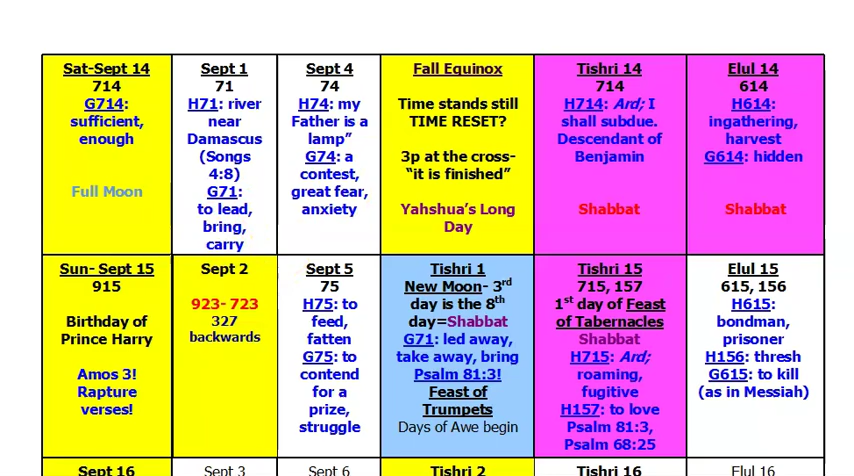 Sat-Sept 14
714
G714:
sufficient,
enough
Full Moon
Sept 1
71
H71: river
near
Damascus
(Songs
4:8)
G71:
to lead,
bring,
carry
Sept 4
74
H74: my
Father is a
lamp”
G74: a
contest,
great fear,
anxiety
Fall Equinox
Time stands still
TIME RESET?
3p at the cross-
“it is finished”
Yahshua’s Long
Day
Tishri 14
714
H714: Ard; I
shall subdue.
Descendant of
Benjamin
Shabbat
Elul 14
614
H614:
ingathering,
harvest
G614: hidden
Shabbat
Sun- Sept 15
915
Birthday of
Prince Harry
Amos 3!
Rapture
verses!
Sept 2
923- 723
327
backwards
Sept 5
75
H75: to
feed,
fatten
G75: to
contend
for a
prize,
struggle
Tishri 1
New Moon- 3rd
day is the 8th
day=Shabbat
G71: led away,
take away, bring
Psalm 81:3!
Feast of
Trumpets
Days of Awe begin
Tishri 15
715, 157
1st day of Feast
of Tabernacles
Shabbat
H715: Ard;
roaming,
fugitive
H157: to love
Psalm 81:3,
Psalm 68:25
Elul 15
615, 156
H615:
bondman,
prisoner
H156: thresh
G615: to kill
(as in Messiah)
Sept 16
Sept 3
Sept 6
Tishri 2
Tishri 16
Elul 16